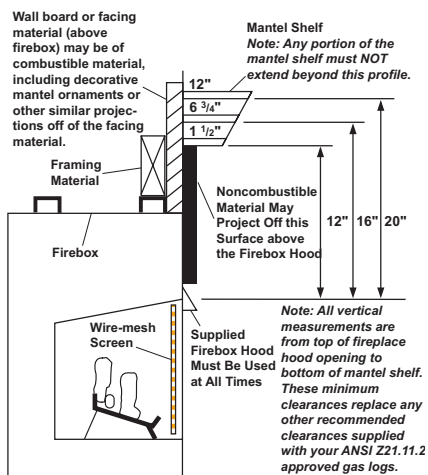 Wall board or facing
material (above
firebox) may be of
combustible material,
including decorative
mantel ornaments or
other similar projec-
tions off of the facing
material.
Mantel Shelf
Note: Any portion of the
mantel shelf must NOT
extend beyond this profile.
12"
6 3/4"
1 1/2"
Framing
Material
Noncombustible
Material May
Project Off this
Surface above
the Firebox Hood
12"
16"
20"
Firebox
Wire-mesh
Screen
Supplied
Firebox Hood
Must Be Used
at All Times
Note: All vertical
measurements are
from top of fireplace
hood opening to
bottom of mantel shelf.
These minimum
clearances replace any
other recommended
clearances supplied
with your ANSI Z21.11.2
approved gas logs.